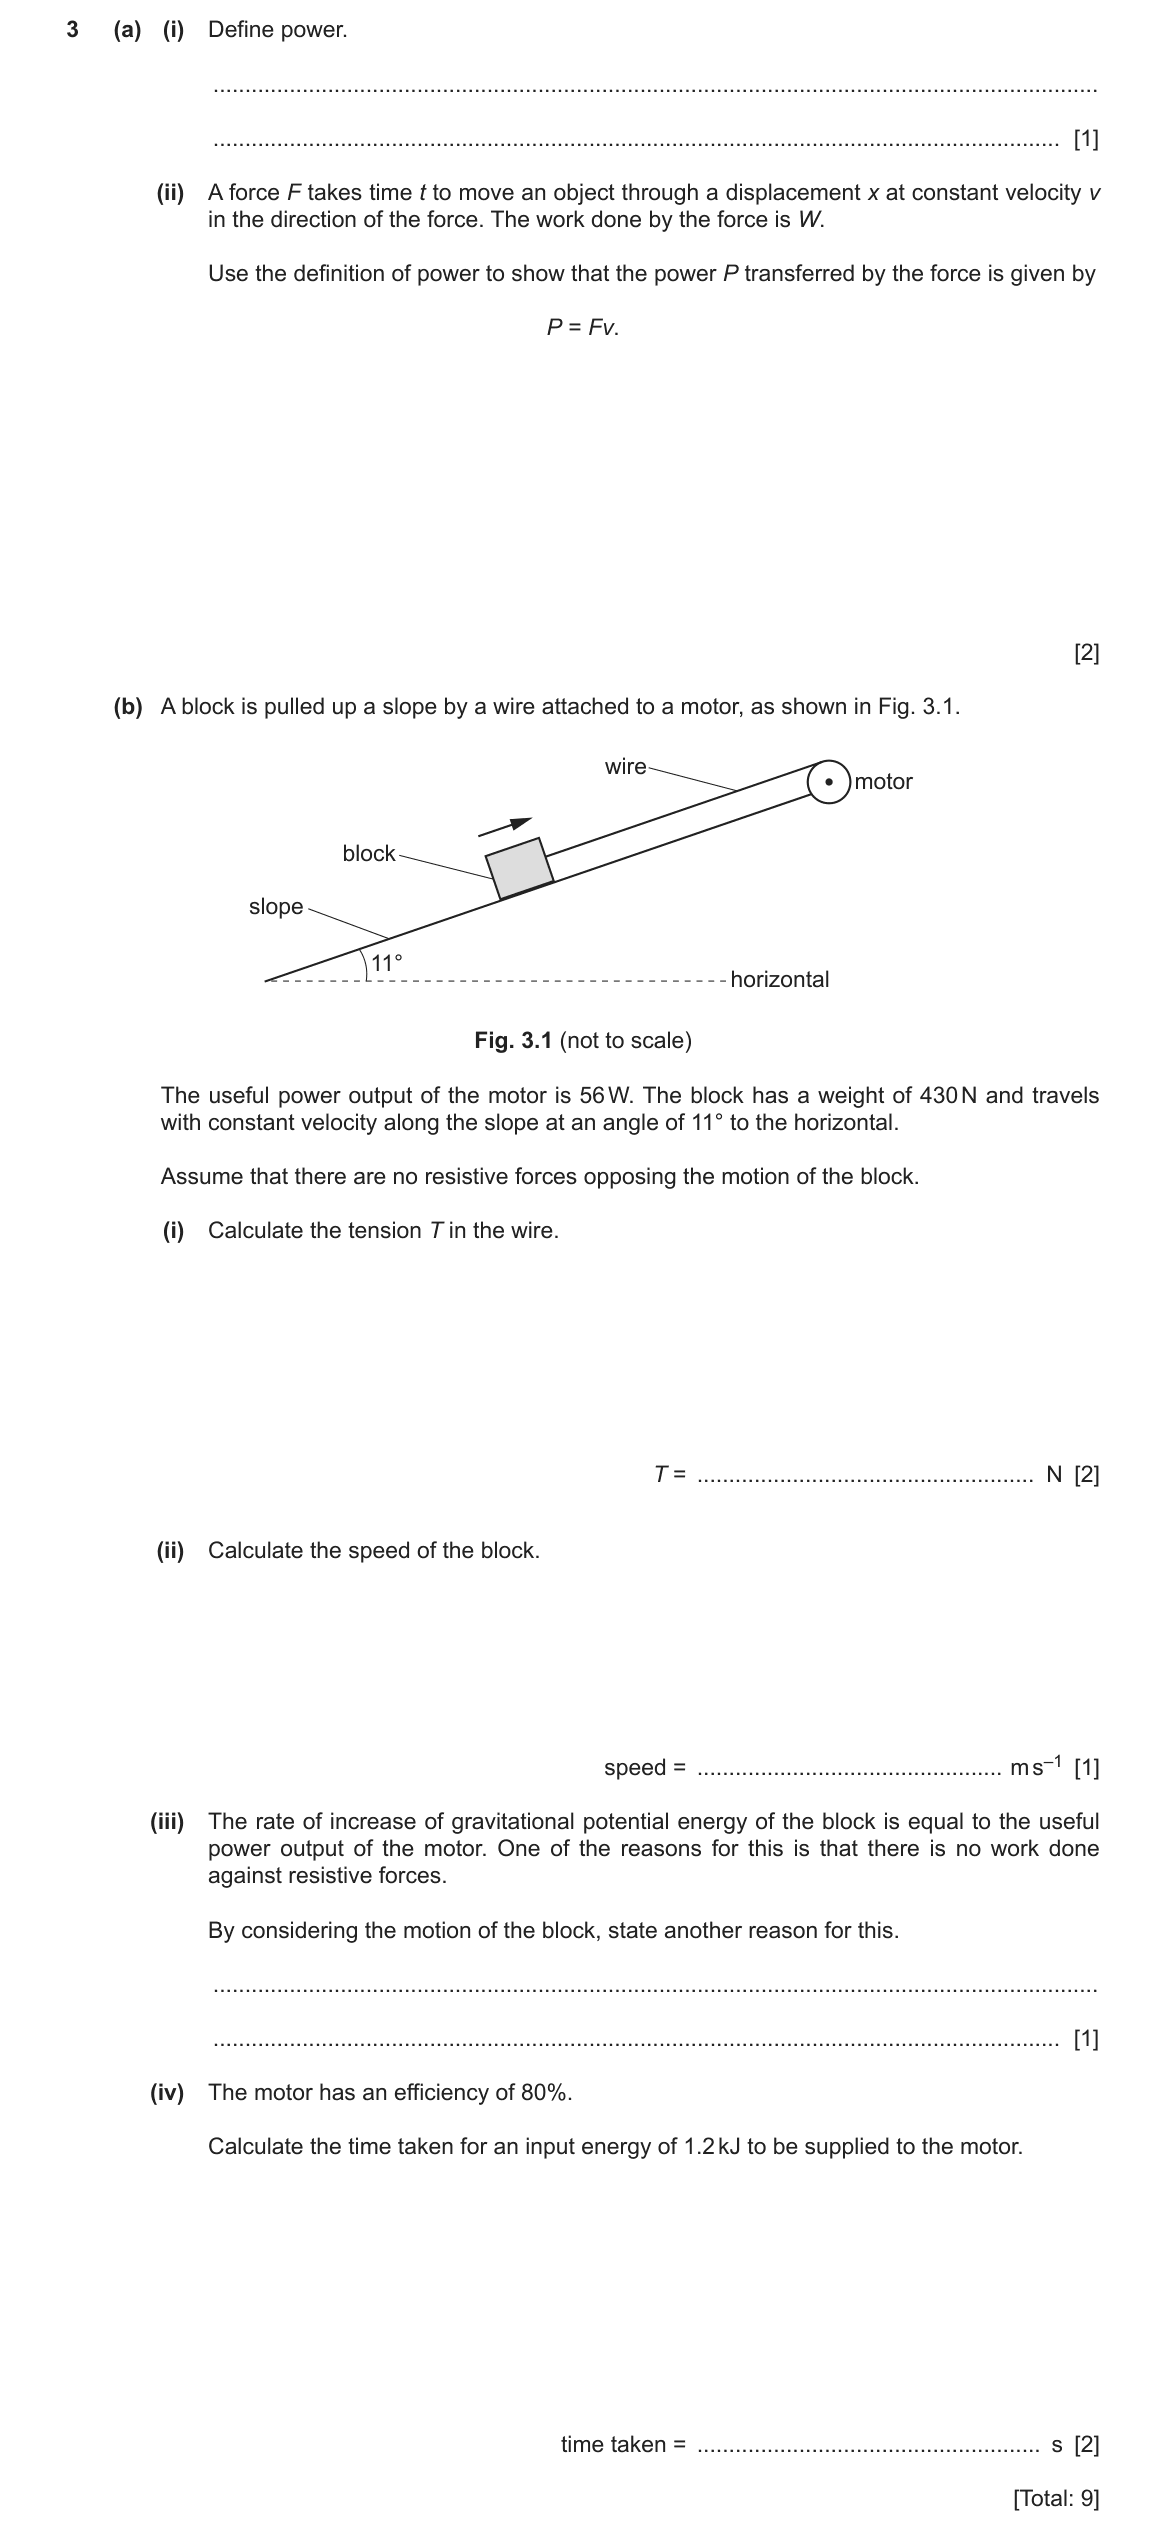 3 (a) (i) Define power.
..........................................................................................................................................
.................................................................................................................................... [1]
(ii) A force F takes time t to move an object through a displacement x at constant velocity v
in the direction of the force. The work done by the force is W.
Use the definition of power to show that the power P transferred by the force is given by
P = Fv.
[2]
(b) A block is pulled up a slope by a wire attached to a motor, as shown in Fig. 3.1.
wire
motor
block
slope
11°
horizontal
Fig. 3.1 (not to scale)
The useful power output of the motor is 56 W. The block has a weight of 430 N and travels
with constant velocity along the slope at an angle of 11° to the horizontal.
Assume that there are no resistive forces opposing the motion of the block.
(i) Calculate the tension T in the wire.
T = ..................................................... N [2]
(ii) Calculate the speed of the block.
speed = ................................................ m s–1 [1]
(iii) The rate of increase of gravitational potential energy of the block is equal to the useful
power output of the motor. One of the reasons for this is that there is no work done
against resistive forces.
By considering the motion of the block, state another reason for this.
..........................................................................................................................................
.................................................................................................................................... [1]
(iv) The motor has an efficiency of 80%.
Calculate the time taken for an input energy of 1.2 kJ to be supplied to the motor.
time taken = ...................................................... s [2]
[Total: 9]